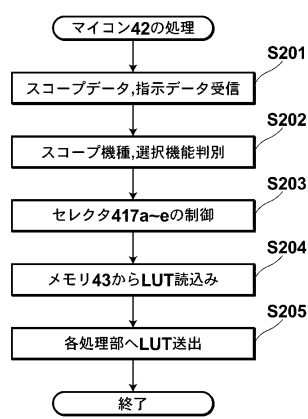 マイコン42の処理
S201
スコープデータ,指示データ受信
S202
スコープ機種,選択機能判別
S203
セレクタ417a~eの制御
S204
メモリ43からLUT読込み
S205
各処理部へLUT送出
終了